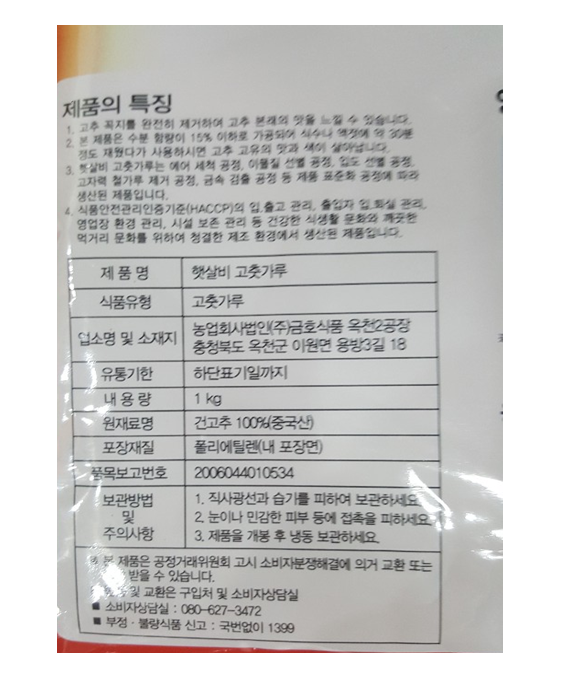 제품의 특징
1. 고추 꼭지를 완전히 제거하여 고추 본래의 맛을 느낄 수 있습니다.
2. 본 제품은 수분 함량이 15% 이하로 가공되어 식수나 액젓에 약 30분
정도 재웠다가 사용하시면 고추 고유의 맛과 색이 살아납니다.
3. 햇살비 고춧가루는 에어 세척 공정, 이물질 선별 공정, 입도 선별 공정,
고자력 철가루 제거 공정, 금속 검출 공정 등 제품 표준화 공정에 따라
생산된 제품입니다.
4. 식품안전관리인증기준(HACCP)의 입.출고 관리, 출입자 입.퇴실 관리,
영업장 환경 관리, 시설 보존 관리 등 건강한 식생활 문화와 깨끗한
먹거리 문화를 위하여 청결한 제조 환경에서 생산된 제품입니다.
제 품 명 햇살비 고춧가루
식품유형 고춧가루
업소명 및 소재지 농업회사법인(주)금호식품 옥천2공장
충청북도 옥천군 이원면 용방3길 18
유통기한 하단표기일까지
내 용 량 1 kg
원재료명 건고추 100%(중국산)
포장재질 폴리에틸렌(내 포장면)
품목보고번호 2006044010534
보관방법 및 주의사항 1. 직사광선과 습기를 피하여 보관하세요
2. 눈이나 민감한 피부 등에 접촉을 피하세요.
3. 제품을 개봉 후 냉동 보관하세요.
※ 본 제품은 공정거래위원회 고시 소비자분쟁해결에 의거 교환 또는
받을 수 있습니다.
및 교환은 구입처 및 소비자상담실
■ 소비자상담실 : 080-627-3472
■ 부정·불량식품 신고 : 국번없이 1399